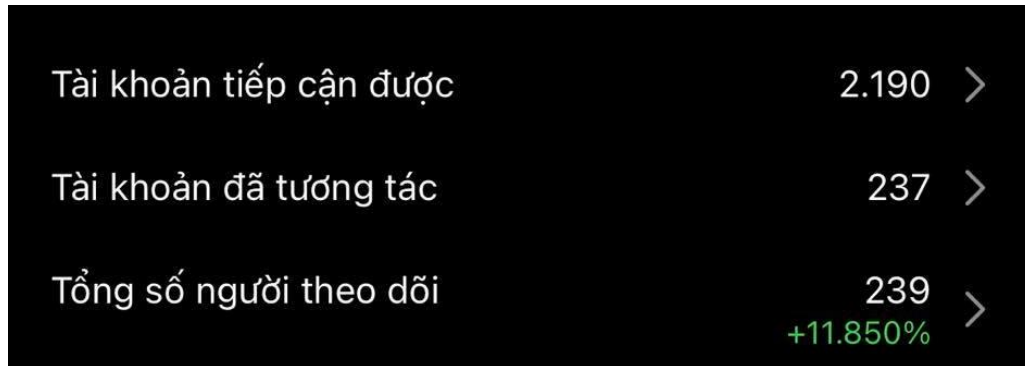 Tài khoản tiếp cận được 2.190
Tài khoản đã tương tác 237
Tổng số người theo dõi 239
+11.850%